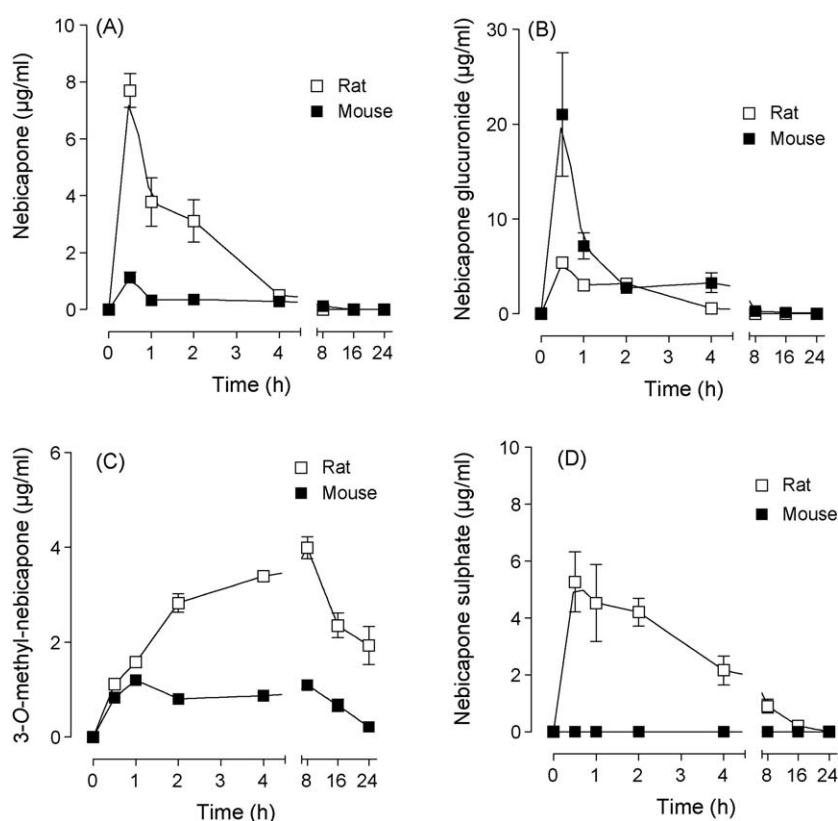 (A)
Nebicapone (µg/ml)
10
8
6
4
2
0
Rat
Mouse
0 1 2 3 4 8 16 24
Time (h)
(B)
Nebicapone glucuronide (µg/ml)
30
20
10
0
Rat
Mouse
0 1 2 3 4 8 16 24
Time (h)
(C)
3-O-methyl-nebicapone (µg/ml)
6
4
2
0
Rat
Mouse
0 1 2 3 4 8 16 24
Time (h)
(D)
Nebicapone sulphate (µg/ml)
10
8
6
4
2
0
Rat
Mouse
0 1 2 3 4 8 16 24
Time (h)